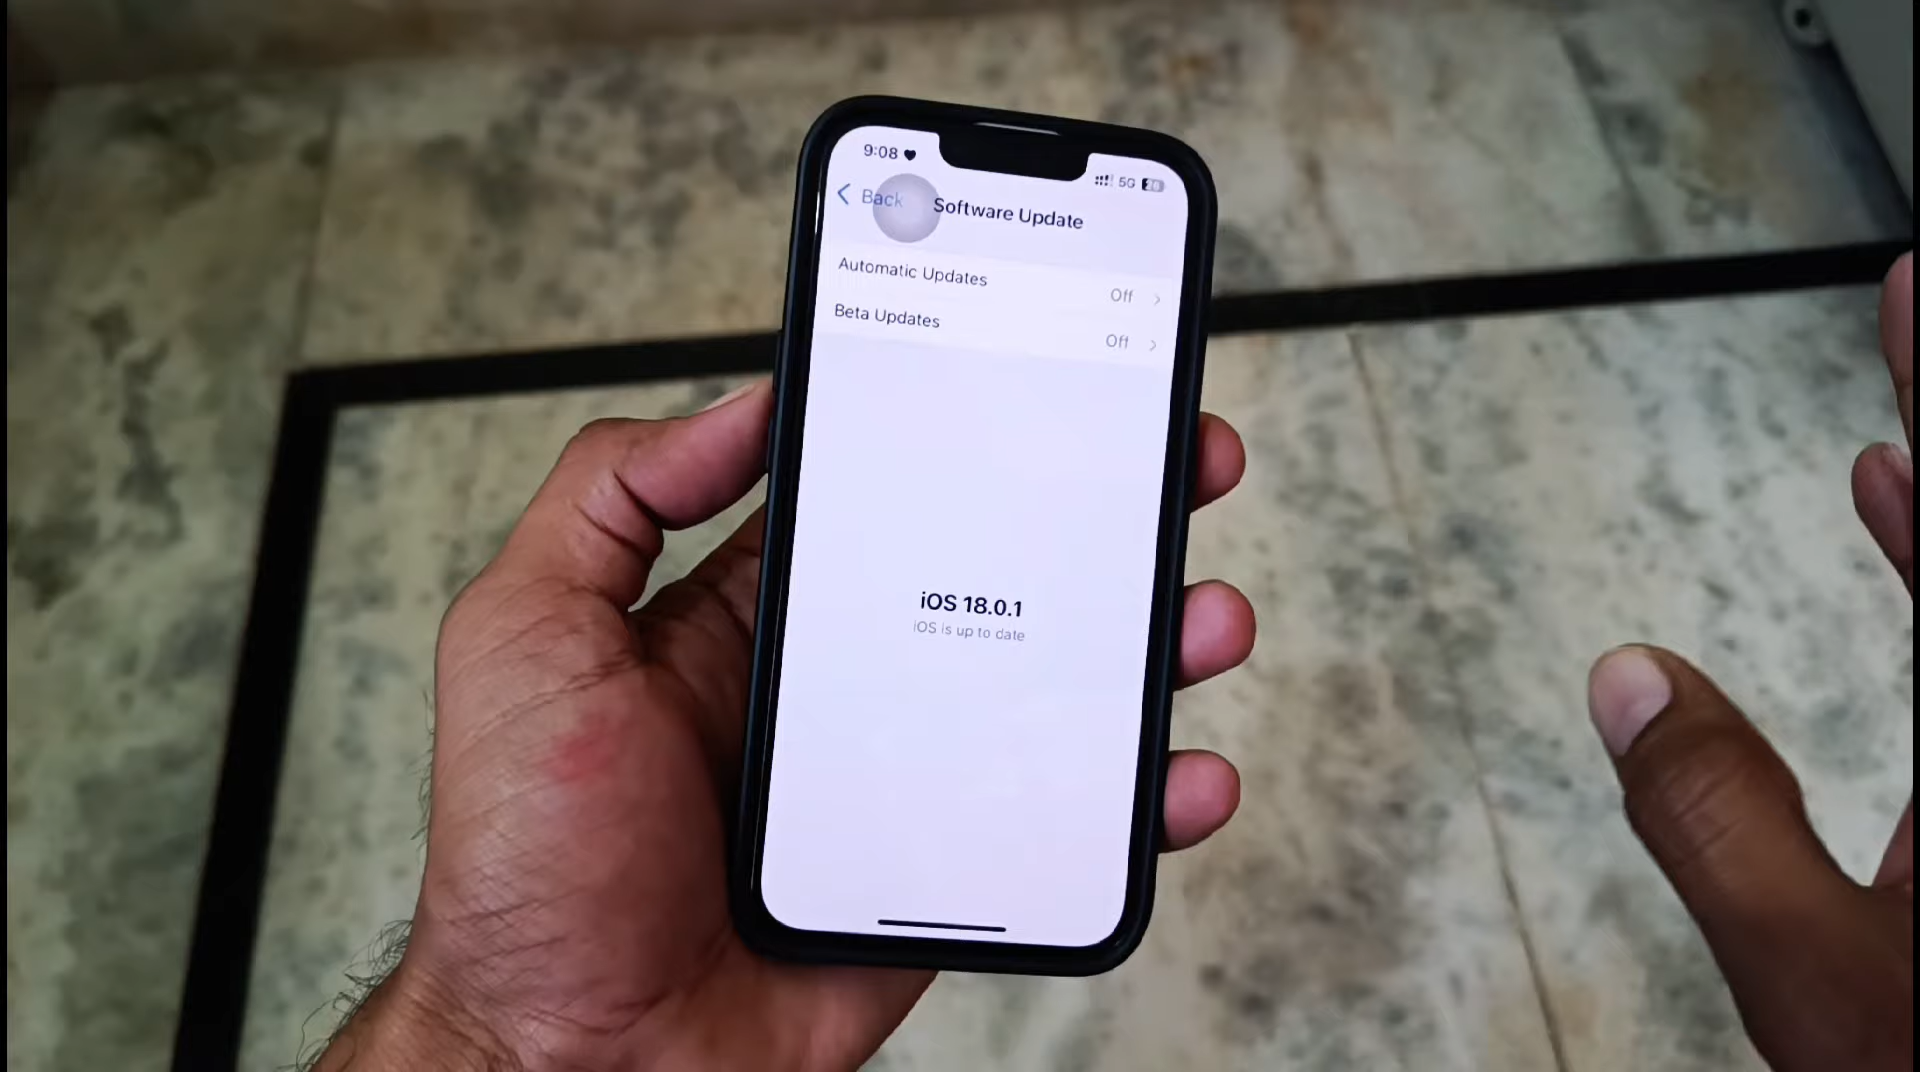 9:08
5G 28
Back
Software Update
Automatic Updates
Off
Beta Updates
Off
iOS 18.0.1
iOS is up to date